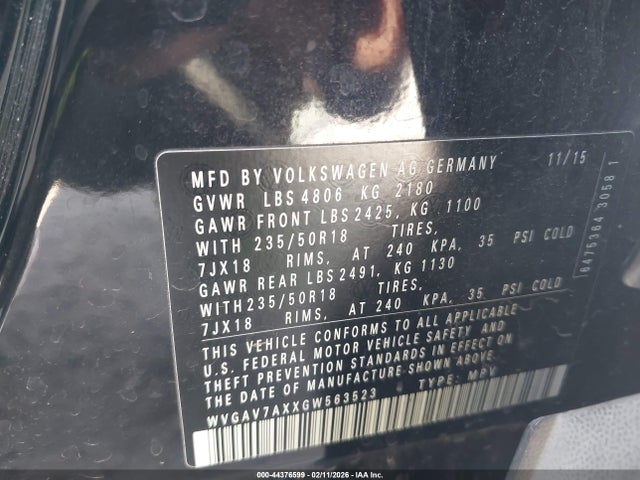 MFD BY VOLKSWAGEN AG, GERMANY 11/15
GVWR LBS 4806 KG 2180
GAWR FRONT LBS 2425, KG 1100
WITH 235/50R18 TIRES,
7JX18 RIMS, AT 240 KPA, 35 PSI COLD
GAWR REAR LBS 2491, KG 1130
WITH 235/50R18 TIRES,
7JX18 RIMS, AT 240 KPA, 35 PSI COLD
THIS VEHICLE CONFORMS TO ALL APPLICABLE
U.S. FEDERAL MOTOR VEHICLE SAFETY AND
THEFT PREVENTION STANDARDS IN EFFECT ON
THE DATE OF MANUFACTURE SHOWN ABOVE.
WVGAV7AXXGW563523 TYPE: MPV
6475364 3058 1
000-44376599 - 02/11/2026 - IAA Inc.